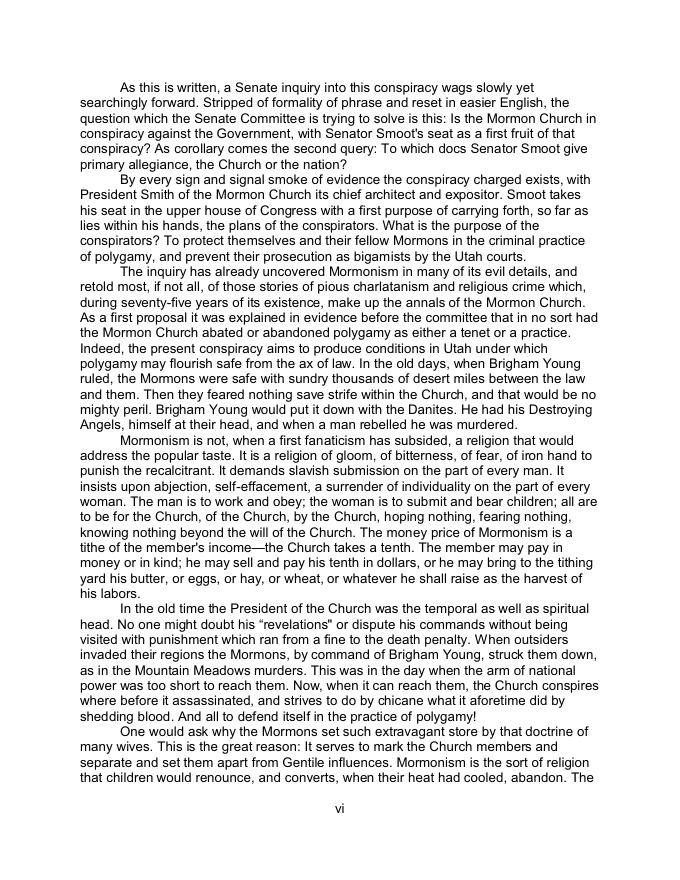 As this is written, a Senate inquiry into this conspiracy wags slowly yet
searchingly forward. Stripped of formality of phrase and reset in easier English, the
question which the Senate Committee is trying to solve is this: Is the Mormon Church in
conspiracy against the Government, with Senator Smoot's seat as a first fruit of that
conspiracy? As corollary comes the second query: To which docs Senator Smoot give
primary allegiance, the Church or the nation?
By every sign and signal smoke of evidence the conspiracy charged exists, with
President Smith of the Mormon Church its chief architect and expositor. Smoot takes
his seat in the upper house of Congress with a first purpose of carrying forth, so far as
lies within his hands, the plans of the conspirators. What is the purpose of the
conspirators? To protect themselves and their fellow Mormons in the criminal practice
of polygamy, and prevent their prosecution as bigamists by the Utah courts.
The inquiry has already uncovered Mormonism in many of its evil details, and
retold most, if not all, of those stories of pious charlatanism and religious crime which,
during seventy-five years of its existence, make up the annals of the Mormon Church.
As a first proposal it was explained in evidence before the committee that in no sort had
the Mormon Church abated or abandoned polygamy as either a tenet or a practice.
Indeed, the present conspiracy aims to produce conditions in Utah under which
polygamy may flourish safe from the ax of law. In the old days, when Brigham Young
ruled, the Mormons were safe with sundry thousands of desert miles between the law
and them. Then they feared nothing save strife within the Church, and that would be no
mighty peril. Brigham Young would put it down with the Danites. He had his Destroying
Angels, himself at their head, and when a man rebelled he was murdered.
Mormonism is not, when a first fanaticism has subsided, a religion that would
address the popular taste. It is a religion of gloom, of bitterness, of fear, of iron hand to
punish the recalcitrant. It demands slavish submission on the part of every man. It
insists upon abjection, self-effacement, a surrender of individuality on the part of every
woman. The man is to work and obey; the woman is to submit and bear children; all are
to be for the Church, of the Church, by the Church, hoping nothing, fearing nothing,
knowing nothing beyond the will of the Church. The money price of Mormonism is a
tithe of the member's income—the Church takes a tenth. The member may pay in
money or in kind; he may sell and pay his tenth in dollars, or he may bring to the tithing
yard his butter, or eggs, or hay, or wheat, or whatever he shall raise as the harvest of
his labors.
In the old time the President of the Church was the temporal as well as spiritual
head. No one might doubt his “revelations" or dispute his commands without being
visited with punishment which ran from a fine to the death penalty. When outsiders
invaded their regions the Mormons, by command of Brigham Young, struck them down,
as in the Mountain Meadows murders. This was in the day when the arm of national
power was too short to reach them. Now, when it can reach them, the Church conspires
where before it assassinated, and strives to do by chicane what it aforetime did by
shedding blood. And all to defend itself in the practice of polygamy!
One would ask why the Mormons set such extravagant store by that doctrine of
many wives. This is the great reason: It serves to mark the Church members and
separate and set them apart from Gentile influences. Mormonism is the sort of religion
that children would renounce, and converts, when their heat had cooled, abandon. The
vi